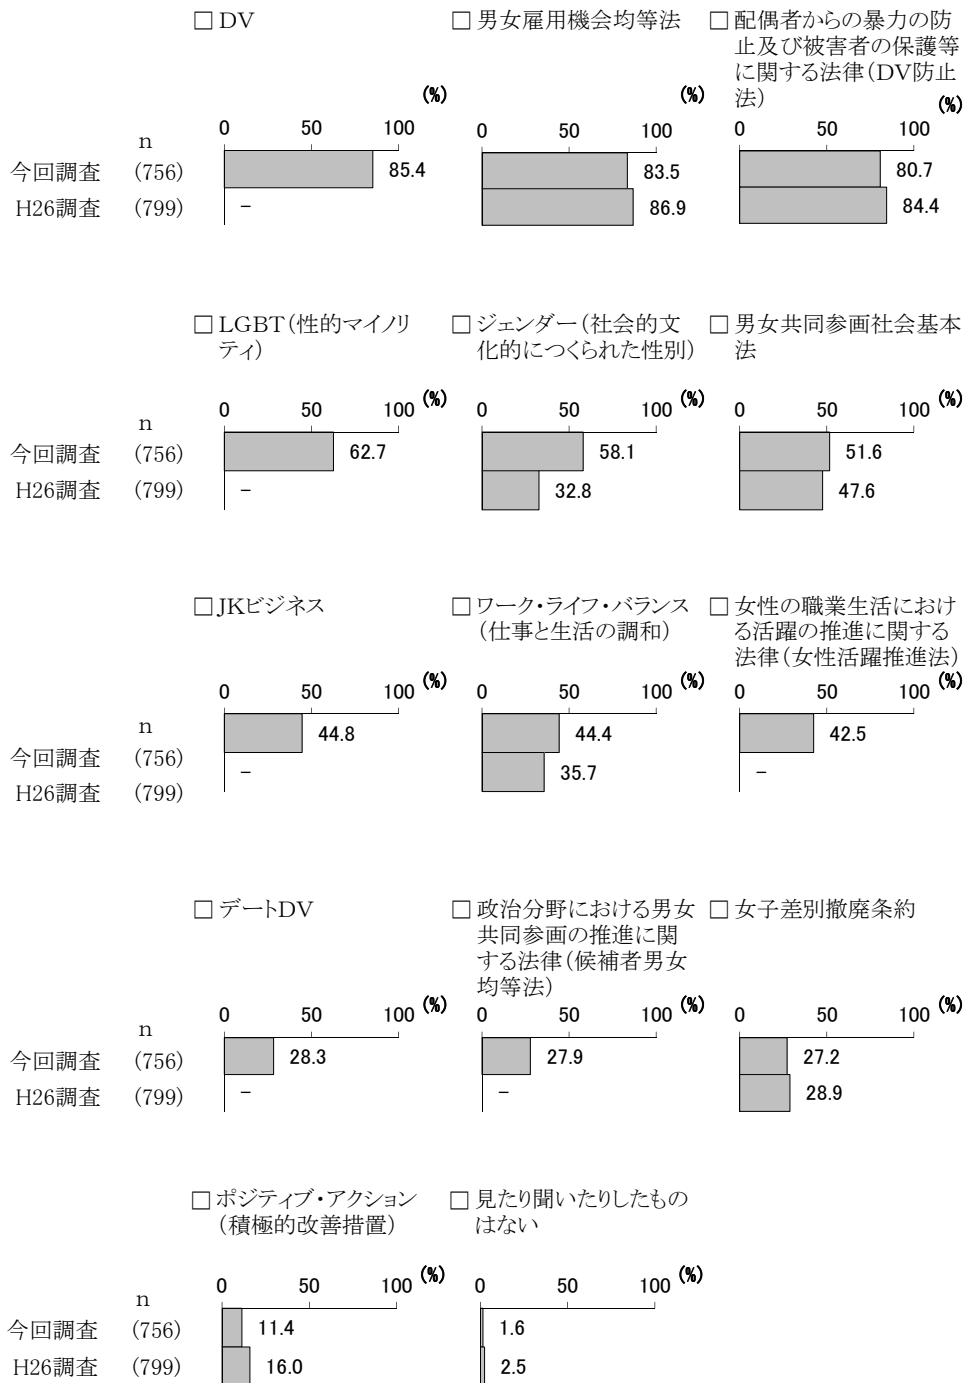 □ DV
□ 男女雇用機会均等法
□ 配偶者からの暴力の防
止及び被害者の保護等
に関する法律（DV防止
法）
(%)
(%)
(%)
n
0 50 100
0 50 100
0 50 100
今回調査 (756) 85.4 83.5 80.7
H26調査 (799) − 86.9 84.4
□ LGBT（性的マイノリ
ティ）
□ ジェンダー（社会的文
化的につくられた性別）
□ 男女共同参画社会基本
法
n
0 50 100 (%)
0 50 100 (%)
0 50 100 (%)
今回調査 (756) 62.7 58.1 51.6
H26調査 (799) − 32.8 47.6
□ JKビジネス
□ ワーク・ライフ・バランス
（仕事と生活の調和）
□ 女性の職業生活におけ
る活躍の推進に関する
法律（女性活躍推進法）
n
0 50 100 (%)
0 50 100 (%)
0 50 100 (%)
今回調査 (756) 44.8 44.4 42.5
H26調査 (799) − 35.7 −
□ デートDV
□ 政治分野における男女
共同参画の推進に関
する法律（候補者男女
均等法）
□ 女子差別撤廃条約
n
0 50 100 (%)
0 50 100 (%)
0 50 100 (%)
今回調査 (756) 28.3 27.9 27.2
H26調査 (799) − − 28.9
□ ポジティブ・アクション
（積極的改善措置）
□ 見たり聞いたりしたもの
はない
n
0 50 100 (%)
0 50 100 (%)
今回調査 (756) 11.4 1.6
H26調査 (799) 16.0 2.5